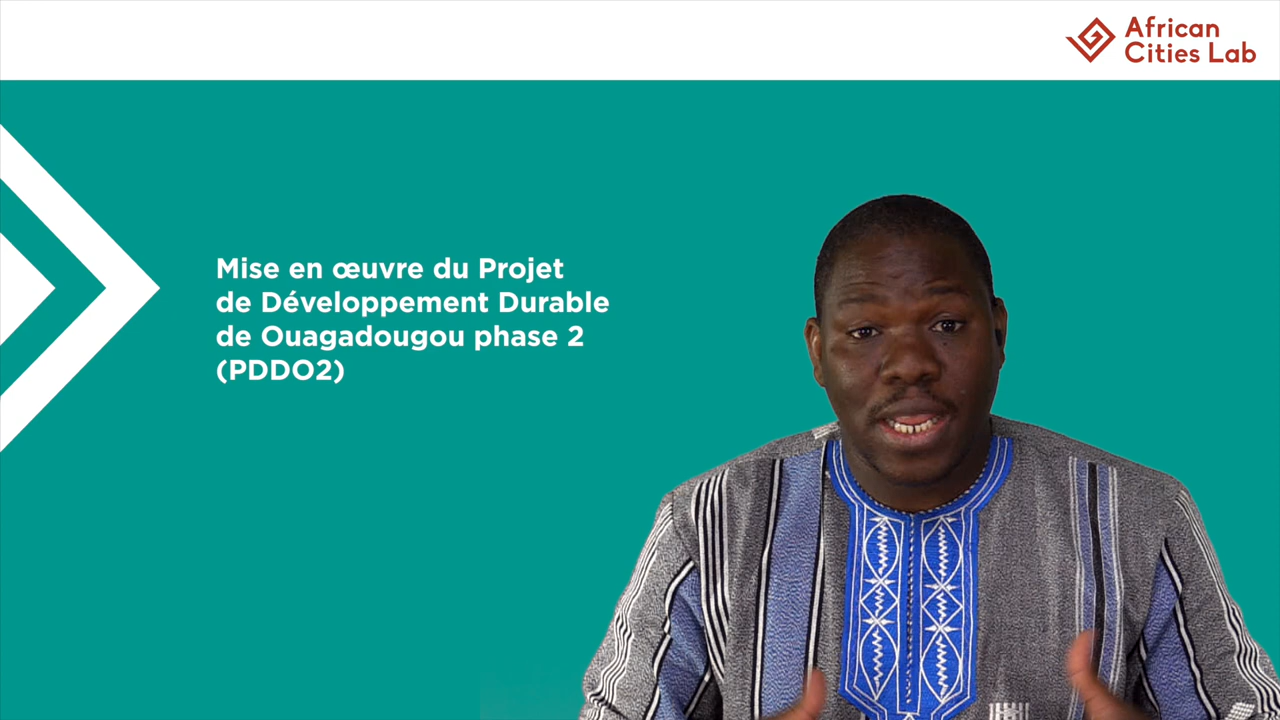 African
Cities Lab
Mise en œuvre du Projet
de Développement Durable
de Ouagadougou phase 2
(PDDO2)